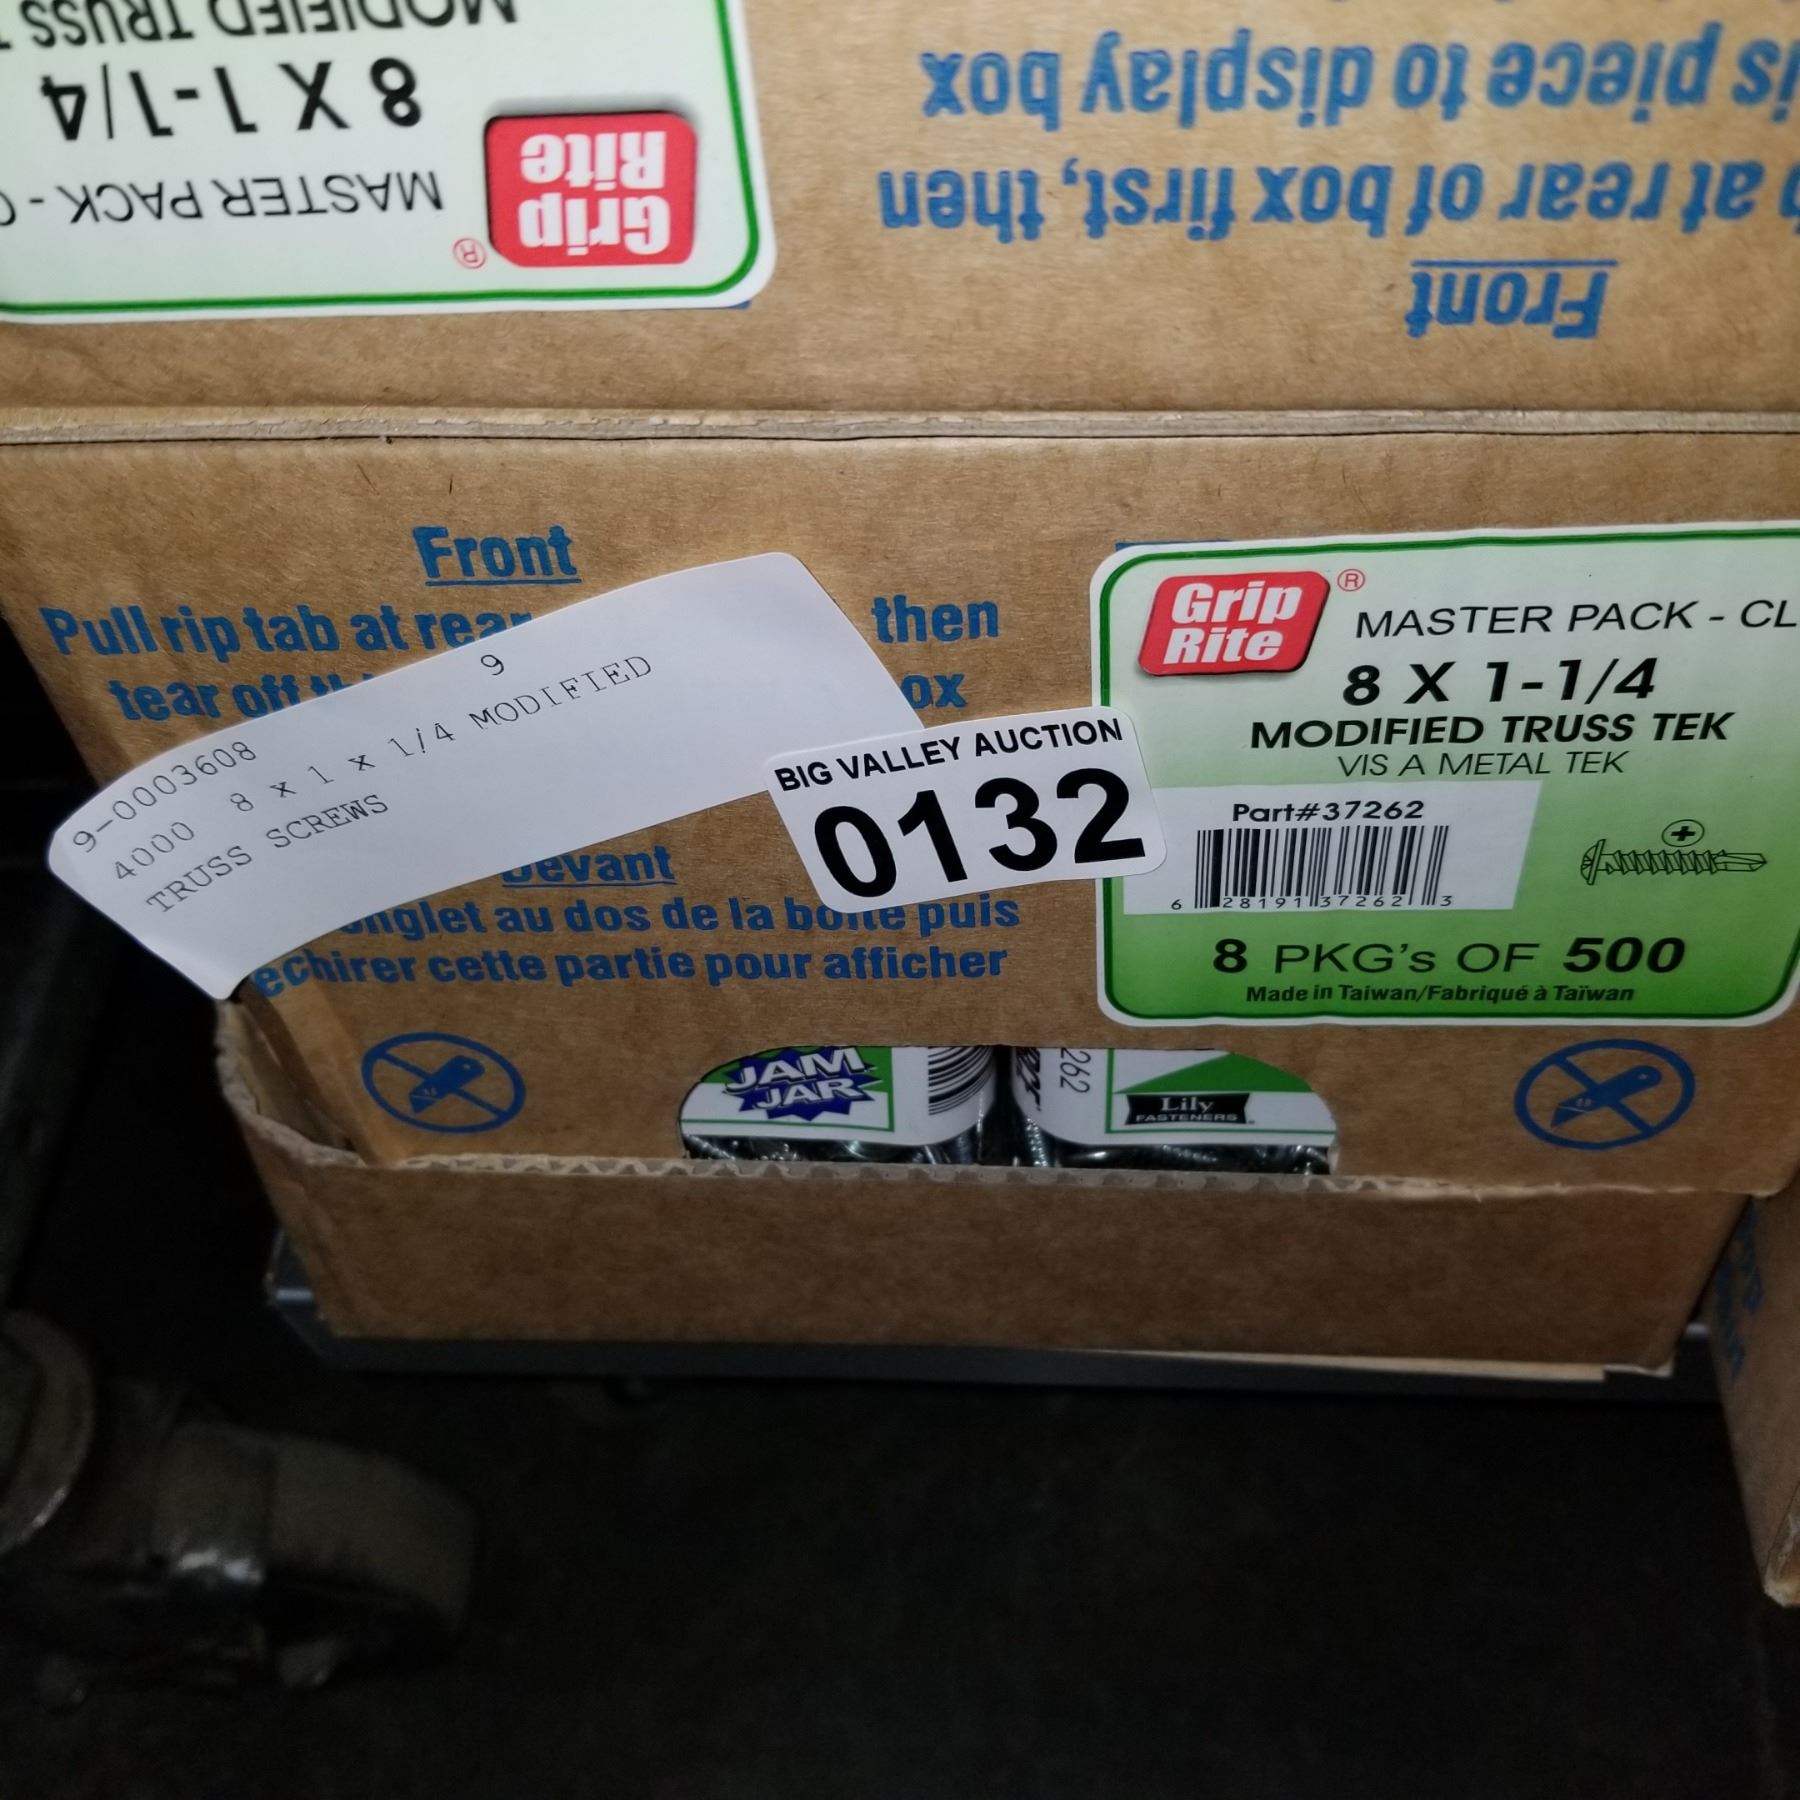 MODIFIED TRUSS
8 X 1-1/4
MASTER PACK -
Grip
Rite
®
is piece to display box
at rear of box first, then
Front
Front
Pull rip tab at rear then
tear off
9
9-0003608
4000 8 x 1 x 1/4 MODIFIED
TRUSS SCREWS
BIG VALLEY AUCTION
0132
Devant
onglet au dos de la boîte puis
echirer cette partie pour afficher
Grip
Rite
®
MASTER PACK - CL
8 X 1-1/4
MODIFIED TRUSS TEK
VIS A METAL TEK
Part#37262
6 28191 37262 3
8 PKG's OF 500
Made in Taiwan/Fabriqué à Taïwan
JAM
JAR
262
Lily
FASTENERS